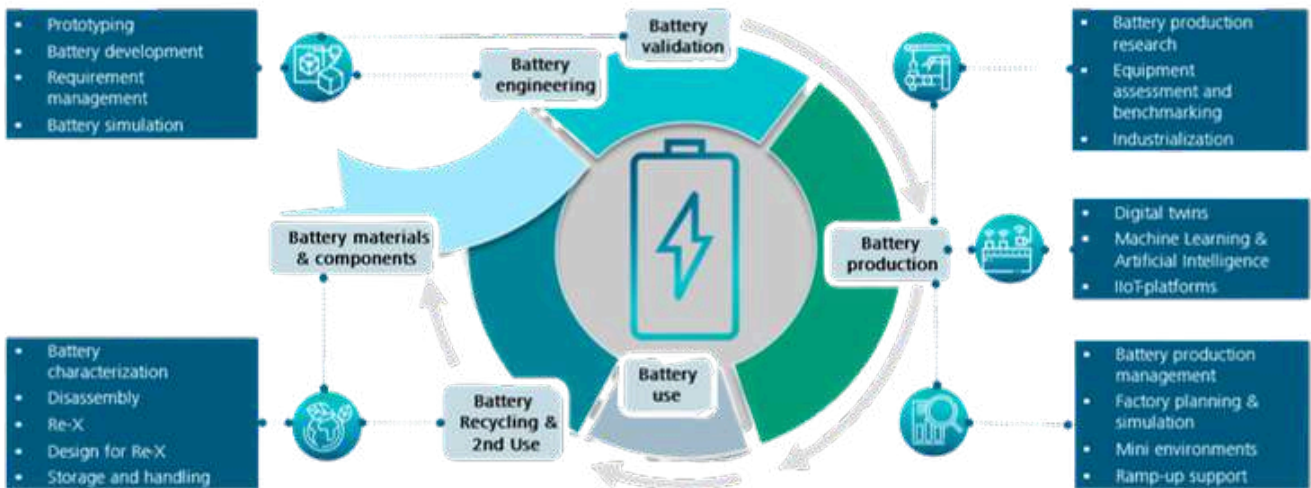 Prototyping
Battery development
Requirement
management
Battery simulation
Battery
engineering
Battery
validation
Battery production
research
Equipment
assessment and
benchmarking
Industrialization
Battery materials
& components
Battery
production
Digital twins
Machine Learning &
Artificial Intelligence
IIoT-platforms
Battery
characterization
Disassembly
Re-X
Design for Re-X
Storage and handling
Battery
Recycling &
2nd Use
Battery
use
Battery production
management
Factory planning &
simulation
Mini environments
Ramp-up support